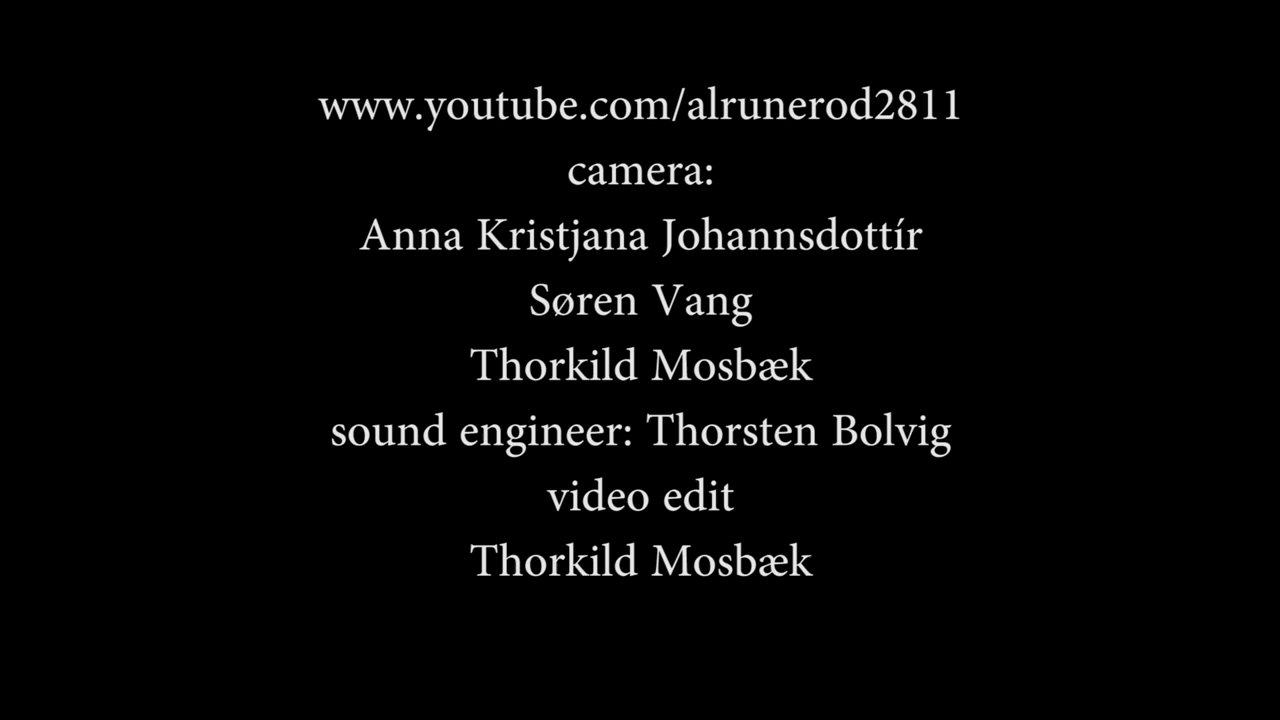 www.youtube.com/alrunerod2811
camera:
Anna Kristjana Johannsdottír
Søren Vang
Thorkild Mosbæk
sound engineer: Thorsten Bolvig
video edit
Thorkild Mosbæk